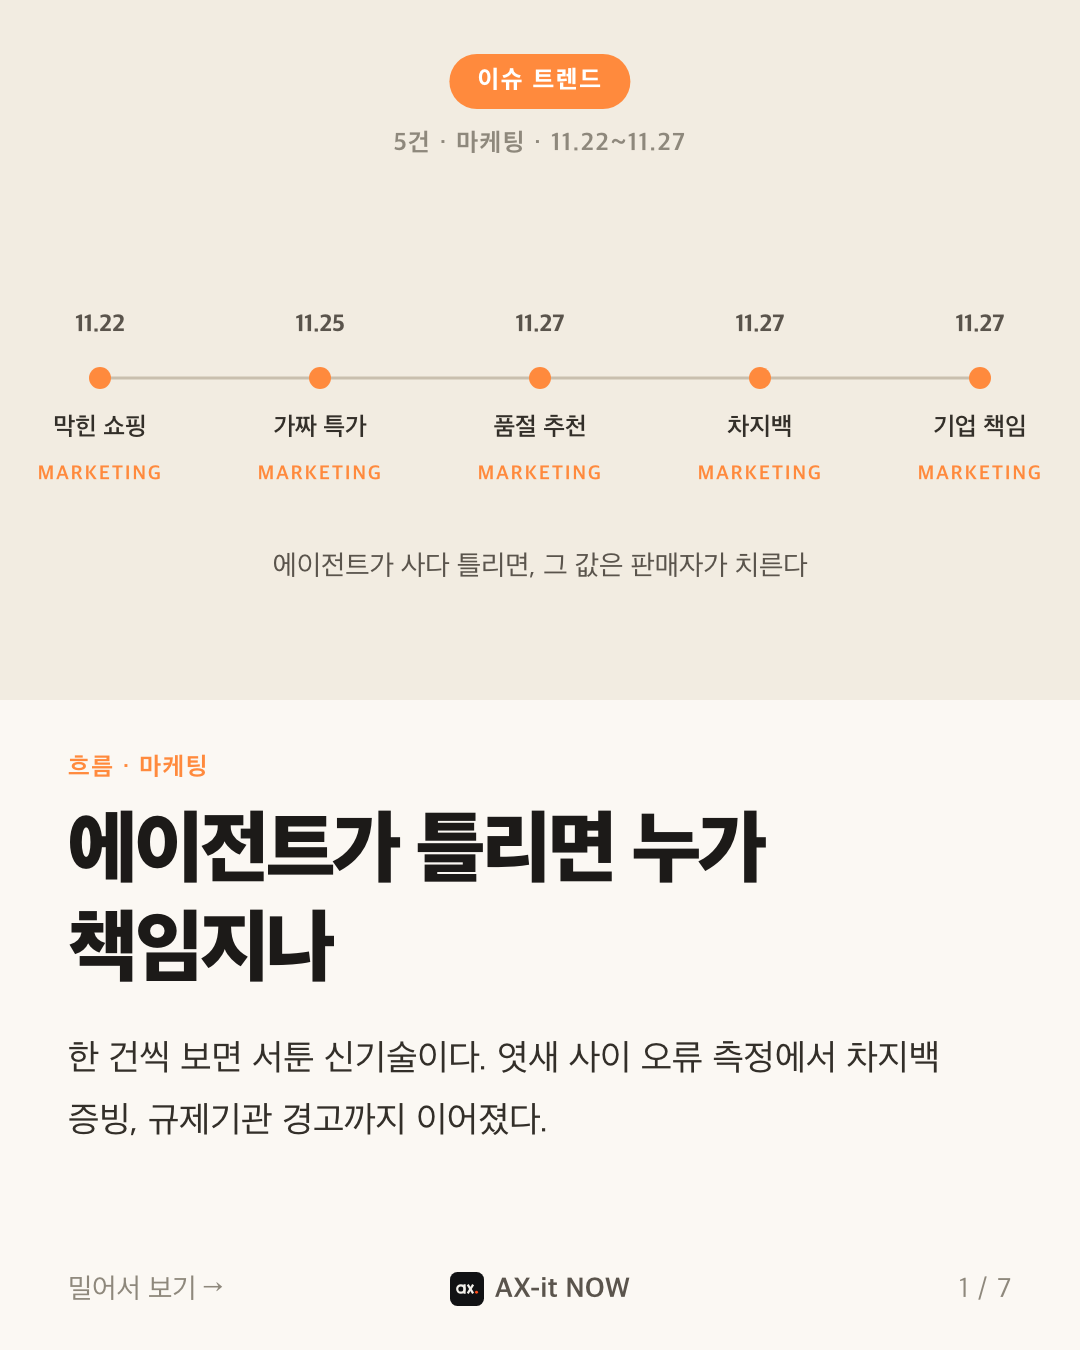 이슈 트렌드
5건 · 마케팅 · 11.22~11.27
11.22 11.25 11.27 11.27 11.27
막힌 쇼핑 가짜 특가 품절 추천 차지백 기업 책임
MARKETING MARKETING MARKETING MARKETING MARKETING
에이전트가 사다 틀리면, 그 값은 판매자가 치른다
흐름 · 마케팅
에이전트가 틀리면 누가
책임지나
한 건씩 보면 서툰 신기술이다. 엿새 사이 오류 측정에서 차지백
증빙, 규제기관 경고까지 이어졌다.
밀어서 보기 → ax. AX-it NOW 1 / 7